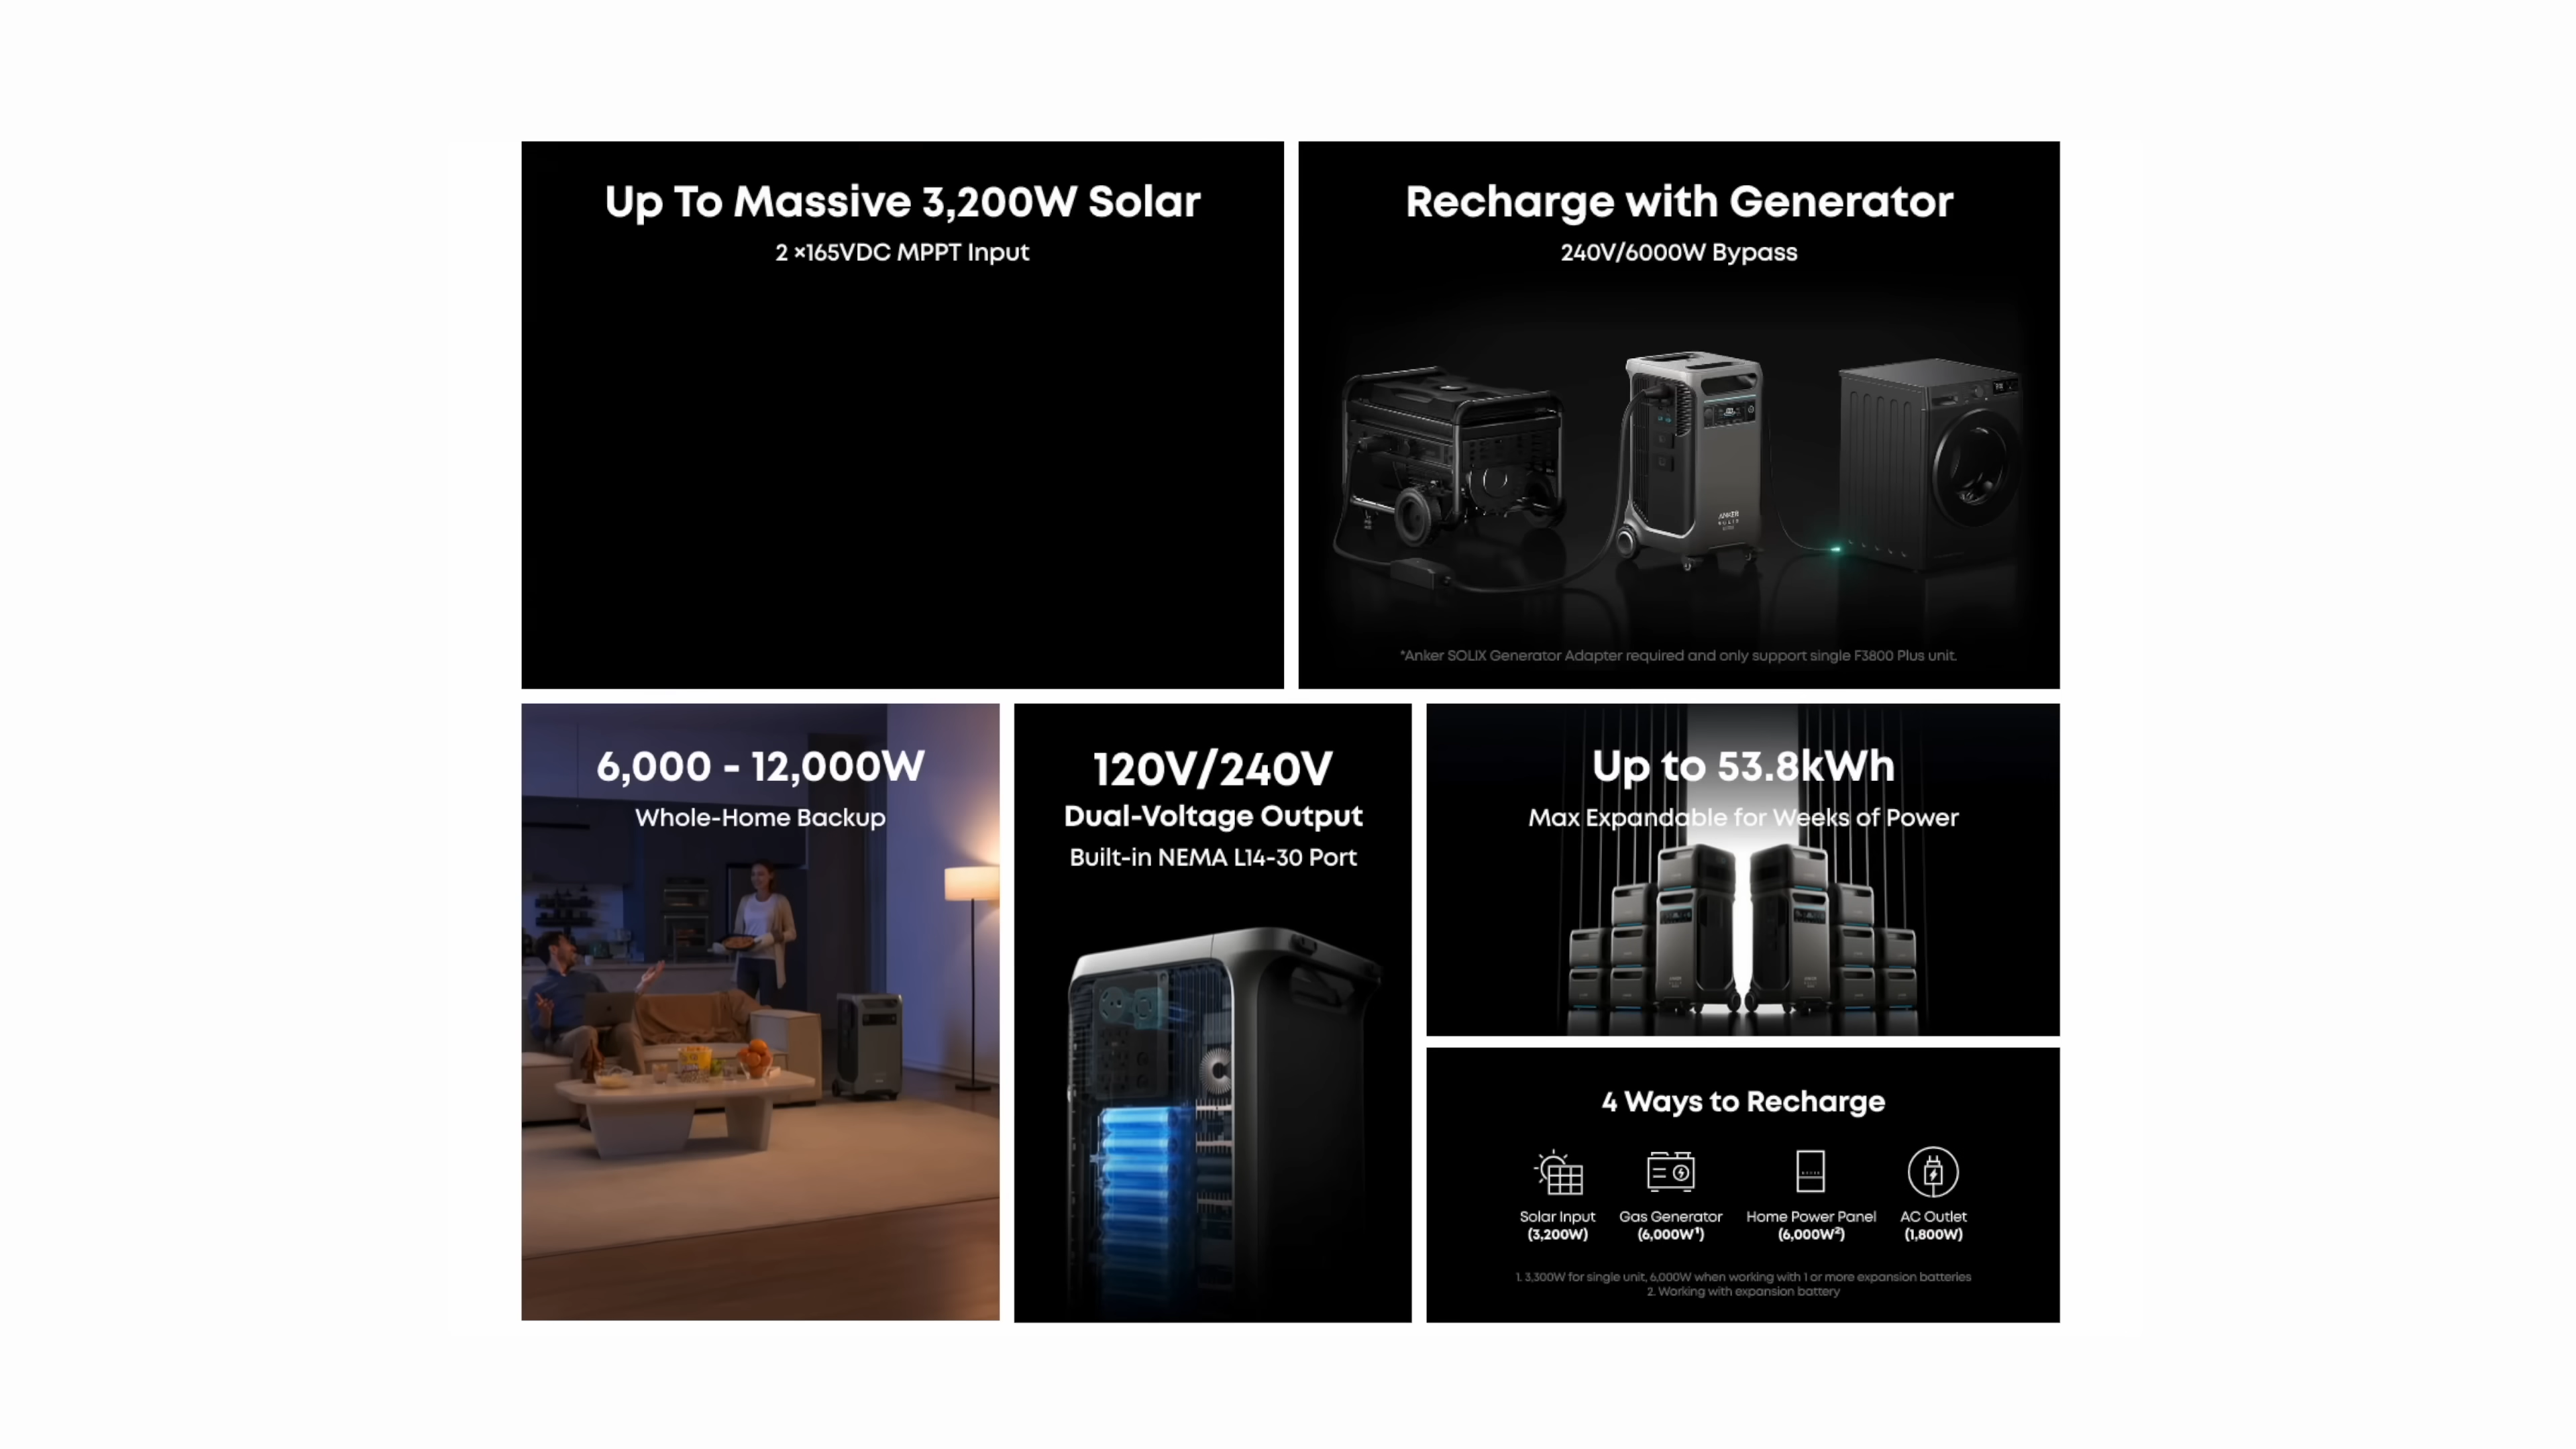 Up To Massive 3,200W Solar
2 ×165VDC MPPT Input
Recharge with Generator
240V/6000W Bypass
ANKER
SOLIX
*Anker SOLIX Generator Adapter required and only support single F3800 Plus unit.
6,000 - 12,000W
Whole-Home Backup
120V/240V
Dual-Voltage Output
Built-in NEMA L14-30 Port
Up to 53.8kWh
Max Expandable for Weeks of Power
4 Ways to Recharge
Solar Input
(3,200W)
Gas Generator
(6,000W¹)
Home Power Panel
(6,000W²)
AC Outlet
(1,800W)
1. 3,300W for single unit, 6,000W when working with 1 or more expansion batteries
2. Working with expansion battery